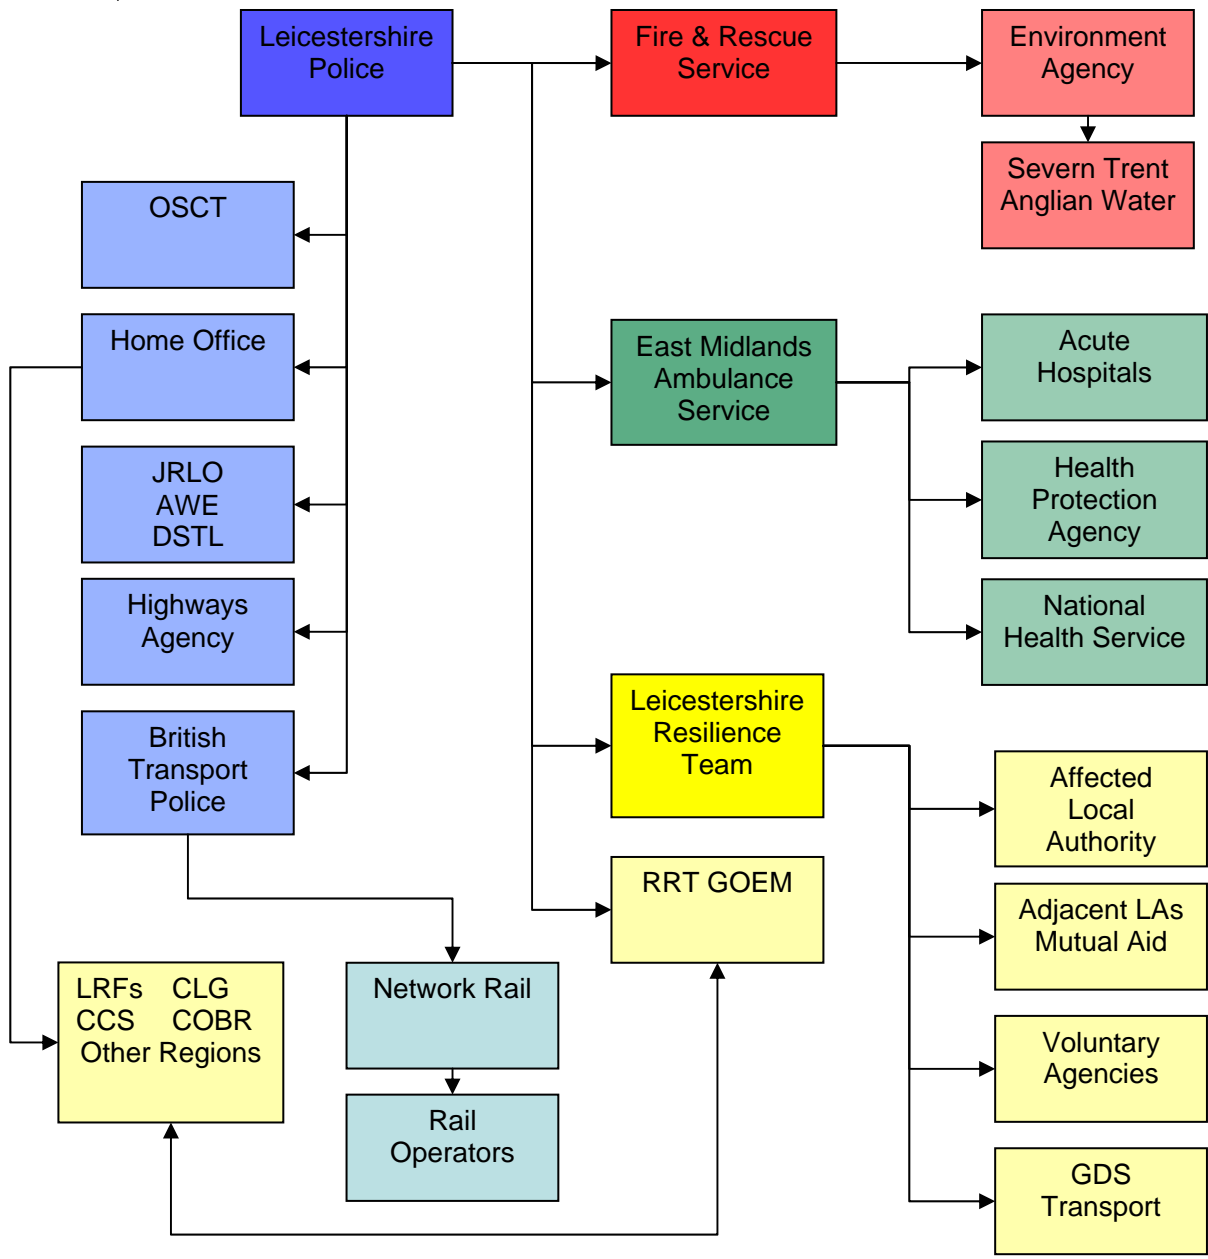 Leicestershire
Police
Fire & Rescue
Service
Environment
Agency
Severn Trent
Anglian Water
OSCT
Home Office
JRLO
AWE
DSTL
Highways
Agency
British
Transport
Police
East Midlands
Ambulance
Service
Acute
Hospitals
Health
Protection
Agency
National
Health Service
Leicestershire
Resilience
Team
RRT GOEM
Affected
Local
Authority
Adjacent LAs
Mutual Aid
Voluntary
Agencies
GDS
Transport
LRFs CLG
CCS COBR
Other Regions
Network Rail
Rail
Operators